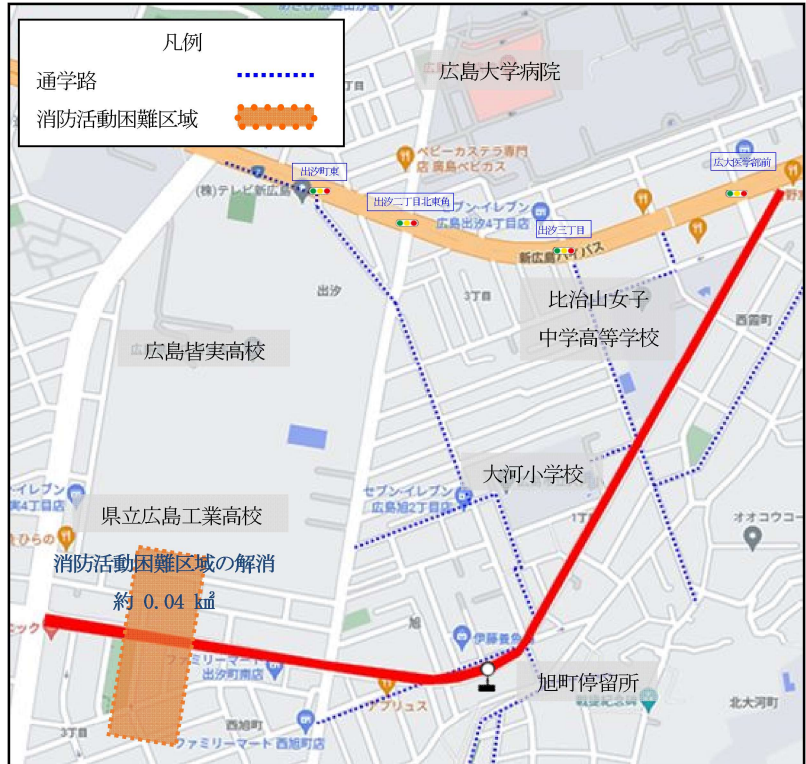 凡例
通学路
消防活動困難区域
広島大学病院
3丁目
ベビーカステラ専門
店 廣島ベビカス
広大医学部前
出汐町東
(株)テレビ新広島
出汐二丁目北東角
セブン-イレブン
広島出汐4丁目店
出汐三丁目
新広島バイパス
出汐
3丁目
比治山女子
中学高等学校
西霞町
広島皆実高校
大河小学校
セブン-イレブン
広島旭2丁目店
県立広島工業高校
1丁目
オオコウコー
消防活動困難区域の解消
約 0.04 ㎢
旭
伊藤養魚
ファミリーマート
出汐町南店
アプリュス
旭町停留所
北大河町
西旭町
3丁目
ファミリーマート 西旭町店